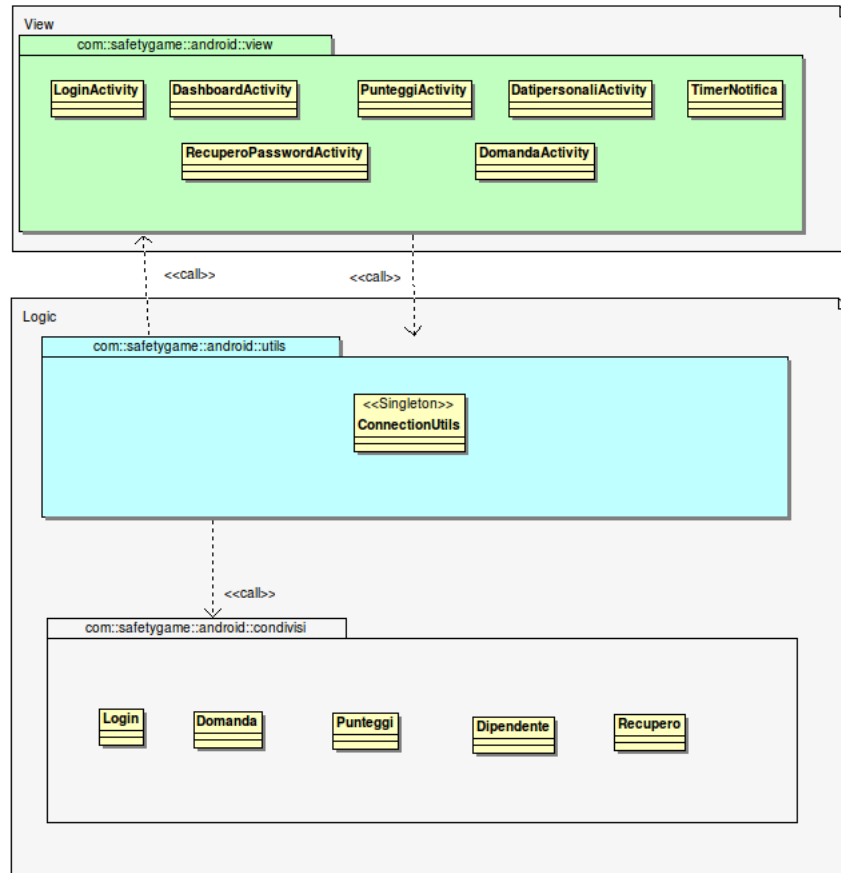 View
com::safetygame::android::view
LoginActivity
DashboardActivity
PunteggiActivity
DatipersonaliActivity
TimerNotifica
RecuperoPasswordActivity
DomandaActivity
<<call>>
<<call>>
Logic
com::safetygame::android::utils
<<Singleton>>
ConnectionUtils
<<call>>
com::safetygame::android::condivisi
Login
Domanda
Punteggi
Dipendente
Recupero